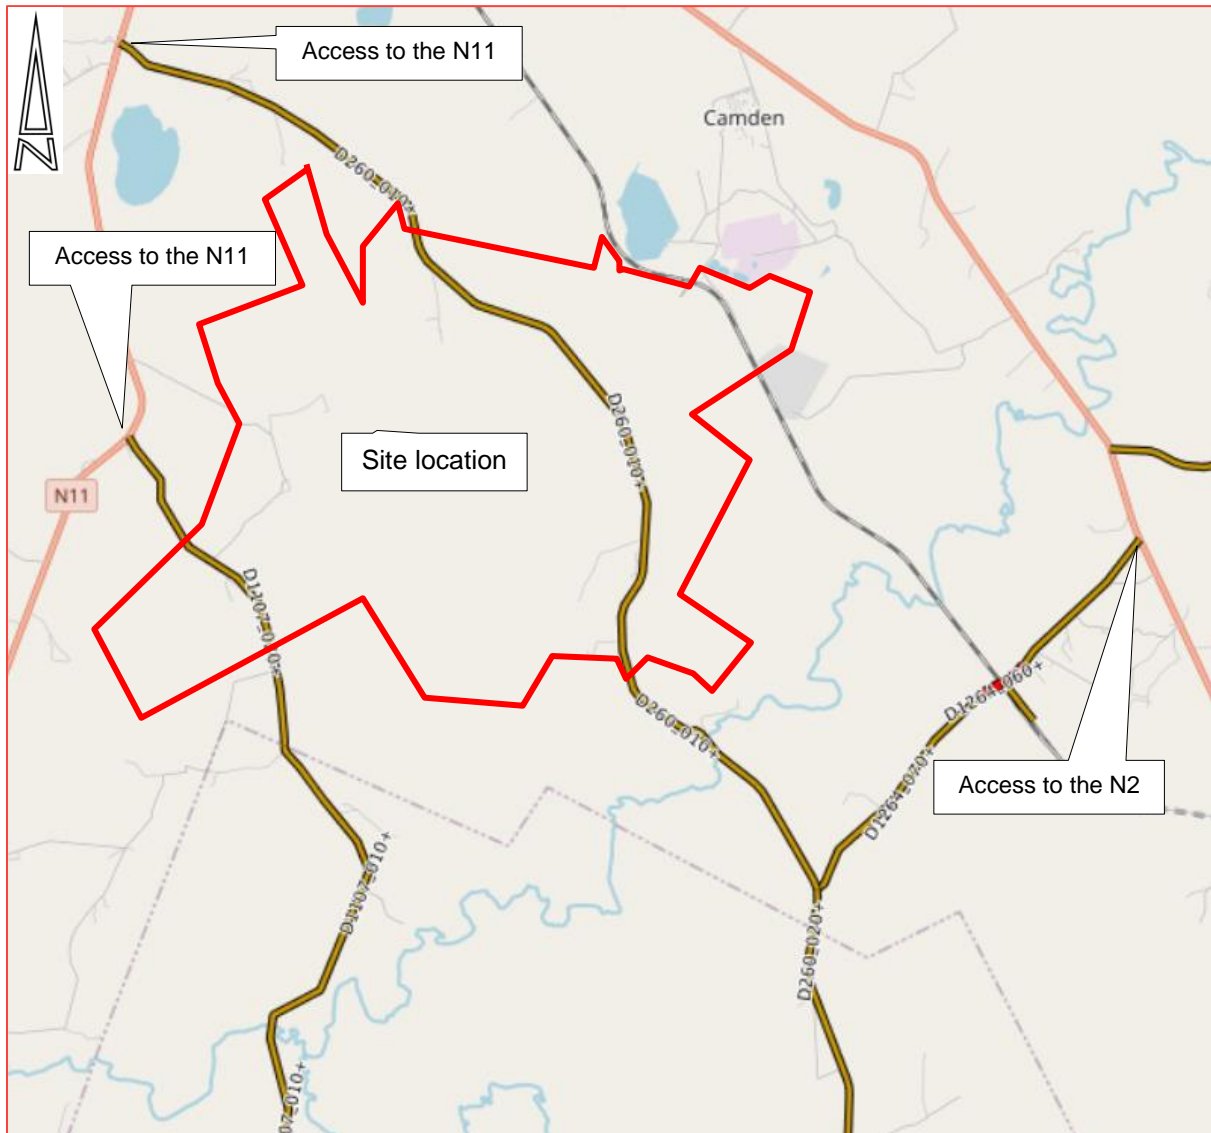 Access to the N11
Camden
D260_010+
Access to the N11
D260_010+
Site location
N11
D1107_010+
D1264_060+
D260_010+
D1264_070+
Access to the N2
D1107_010+
D260_020+
07_010+
N